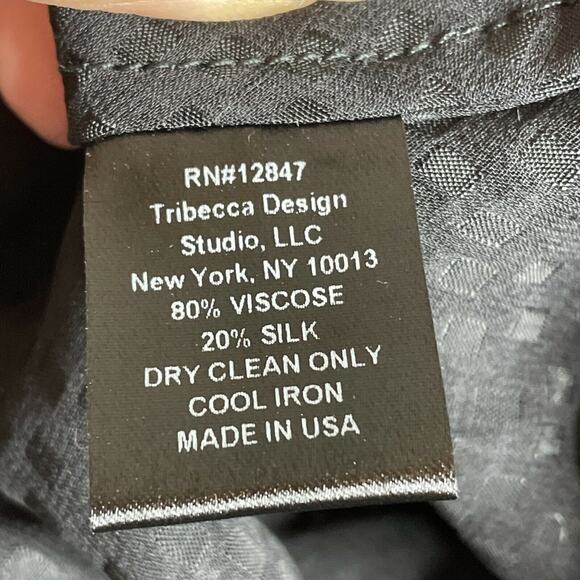 RN#12847
Tribecca Design
Studio, LLC
New York, NY 10013
80% VISCOSE
20% SILK
DRY CLEAN ONLY
COOL IRON
MADE IN USA